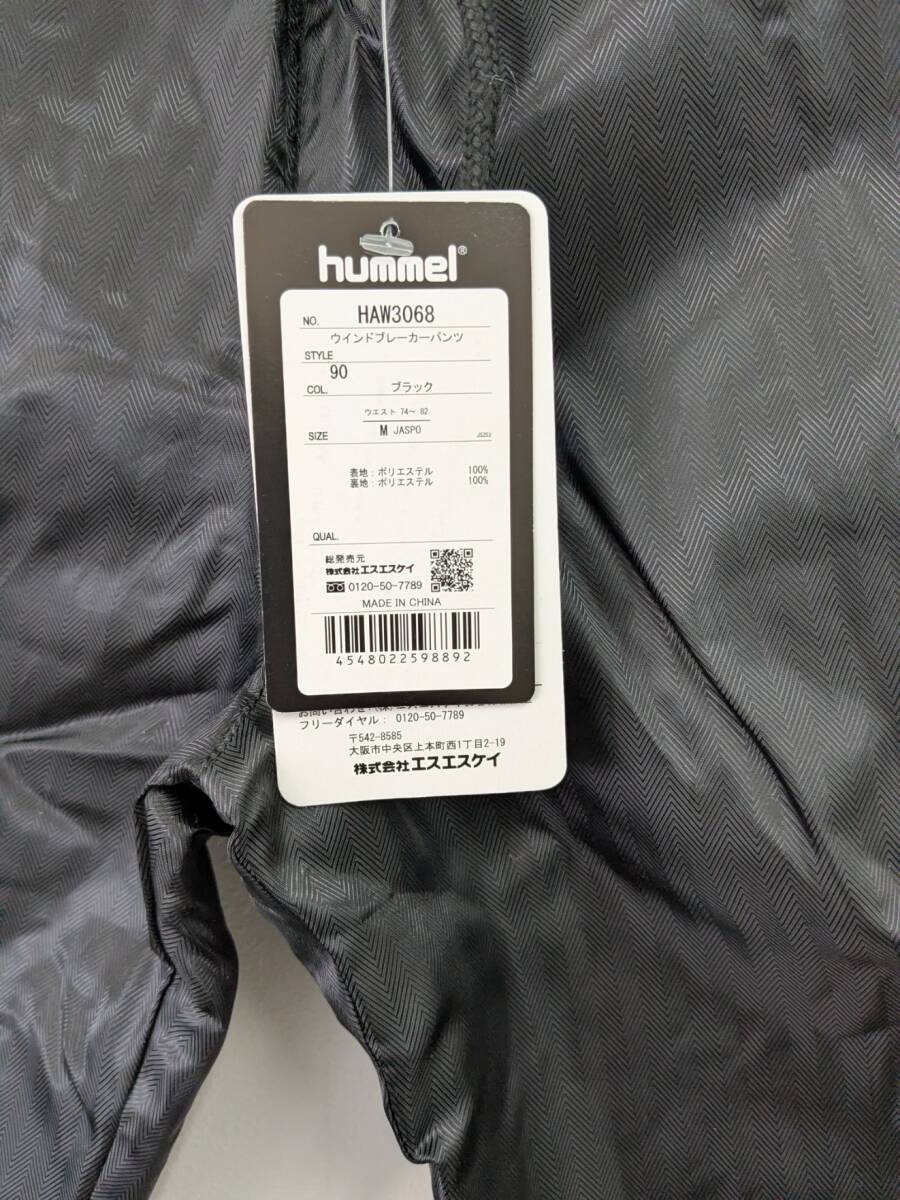 hummel®
NO. HAW3068
ウインドブレーカーパンツ
STYLE
90
COL. ブラック
ウエスト 74～ 82
SIZE M JASPO JS253
表地：ポリエステル 100%
裏地：ポリエステル 100%
QUAL.
総発売元
株式会社エスエスケイ
0120-50-7789
MADE IN CHINA
4548022598892
フリーダイヤル： 0120-50-7789
〒542-8585
大阪市中央区上本町西1丁目2-19
株式会社エスエスケイ